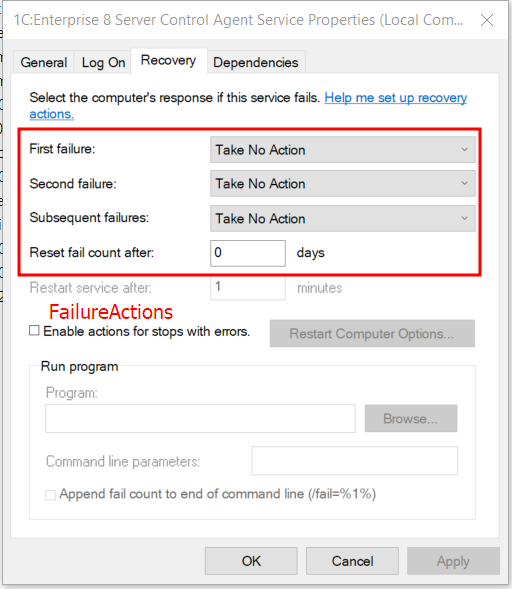 1C:Enterprise 8 Server Control Agent Service Properties (Local Com...
General Log On Recovery Dependencies
Select the computer's response if this service fails. Help me set up recovery
actions.
First failure: Take No Action
Second failure: Take No Action
Subsequent failures: Take No Action
Reset fail count after: 0 days
Restart service after: 1 minutes
FailureActions
Enable actions for stops with errors. Restart Computer Options...
Run program
Program:
Browse...
Command line parameters:
Append fail count to end of command line (/fail=%1%)
OK Cancel Apply